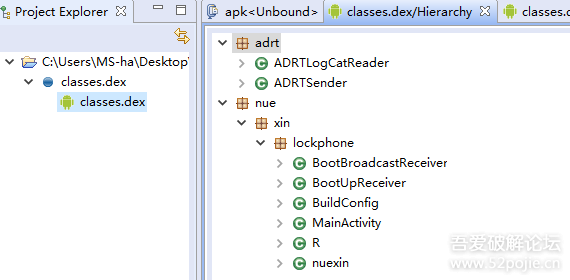 Project Explorer
C:\Users\MS-ha\Desktop\
classes.dex
classes.dex
apk<Unbound>
classes.dex/Hierarchy
classes.d
adrt
ADRTLogCatReader
ADRTSender
nue
xin
lockphone
BootBroadcastReceiver
BootUpReceiver
BuildConfig
MainActivity
R
nuexin
吾爱破解论坛
www.52pojie.cn